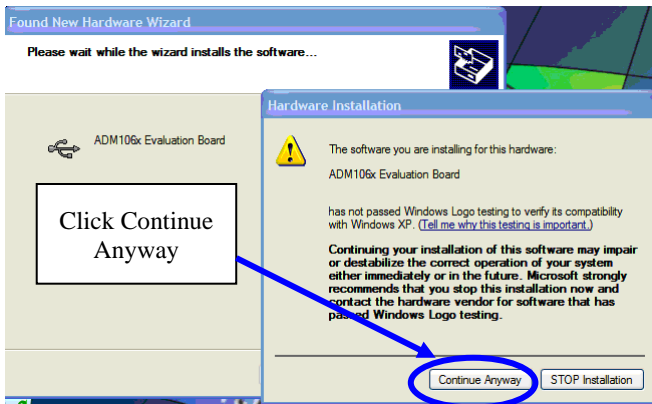 Found New Hardware Wizard
Please wait while the wizard installs the software...
ADM106x Evaluation Board
Click Continue
Anyway
Hardware Installation
The software you are installing for this hardware:
ADM106x Evaluation Board
has not passed Windows Logo testing to verify its compatibility
with Windows XP. (Tell me why this testing is important.)
Continuing your installation of this software may impair
or destabilize the correct operation of your system
either immediately or in the future. Microsoft strongly
recommends that you stop this installation now and
contact the hardware vendor for software that has
passed Windows Logo testing.
Continue Anyway
STOP Installation